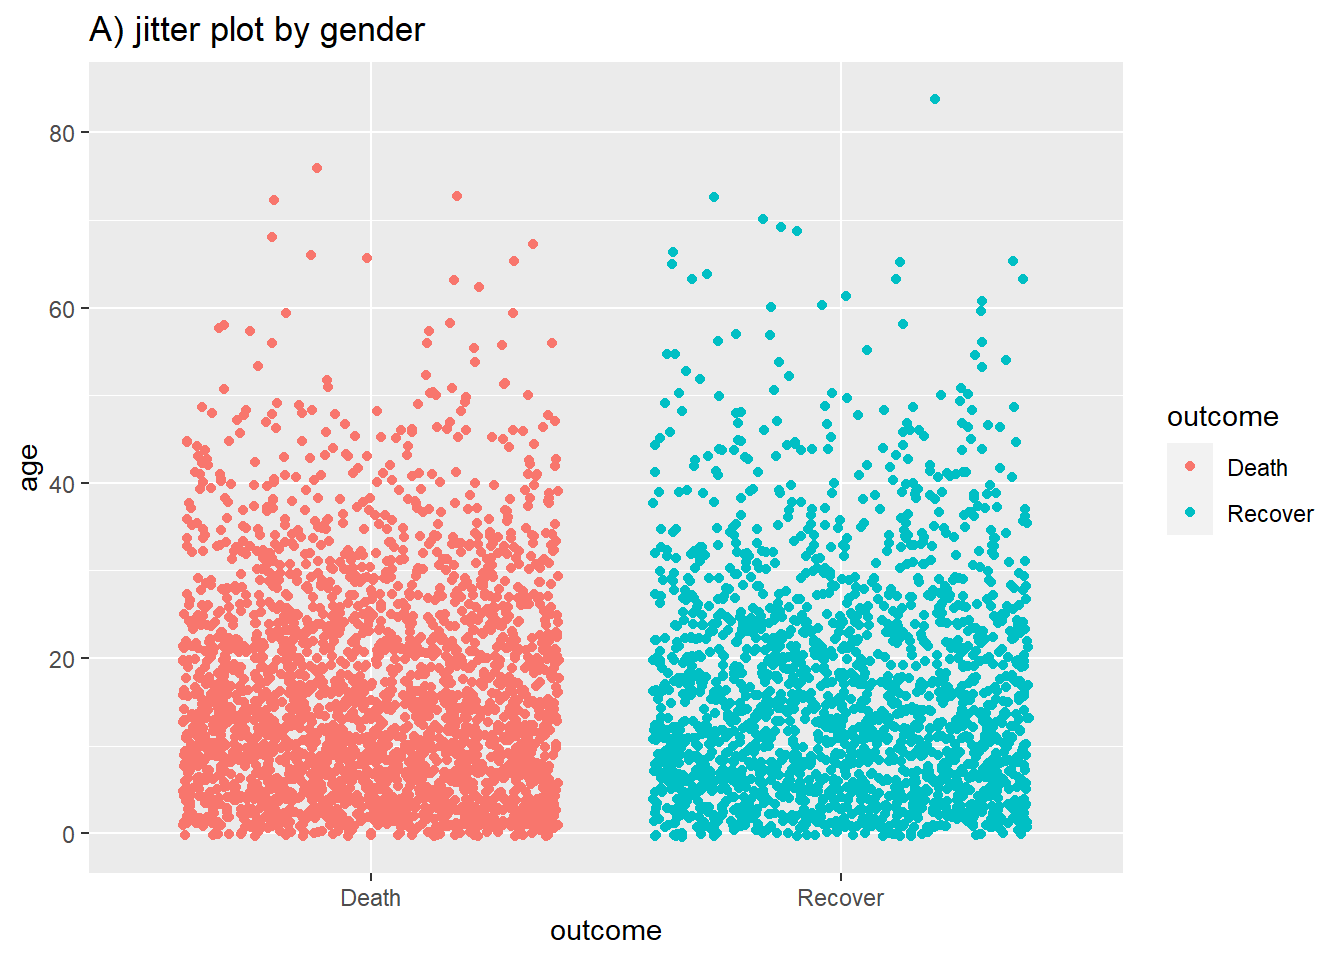 A) jitter plot by gender
80
60
40
20
0
age
Death
Recover
outcome
outcome
Death
Recover